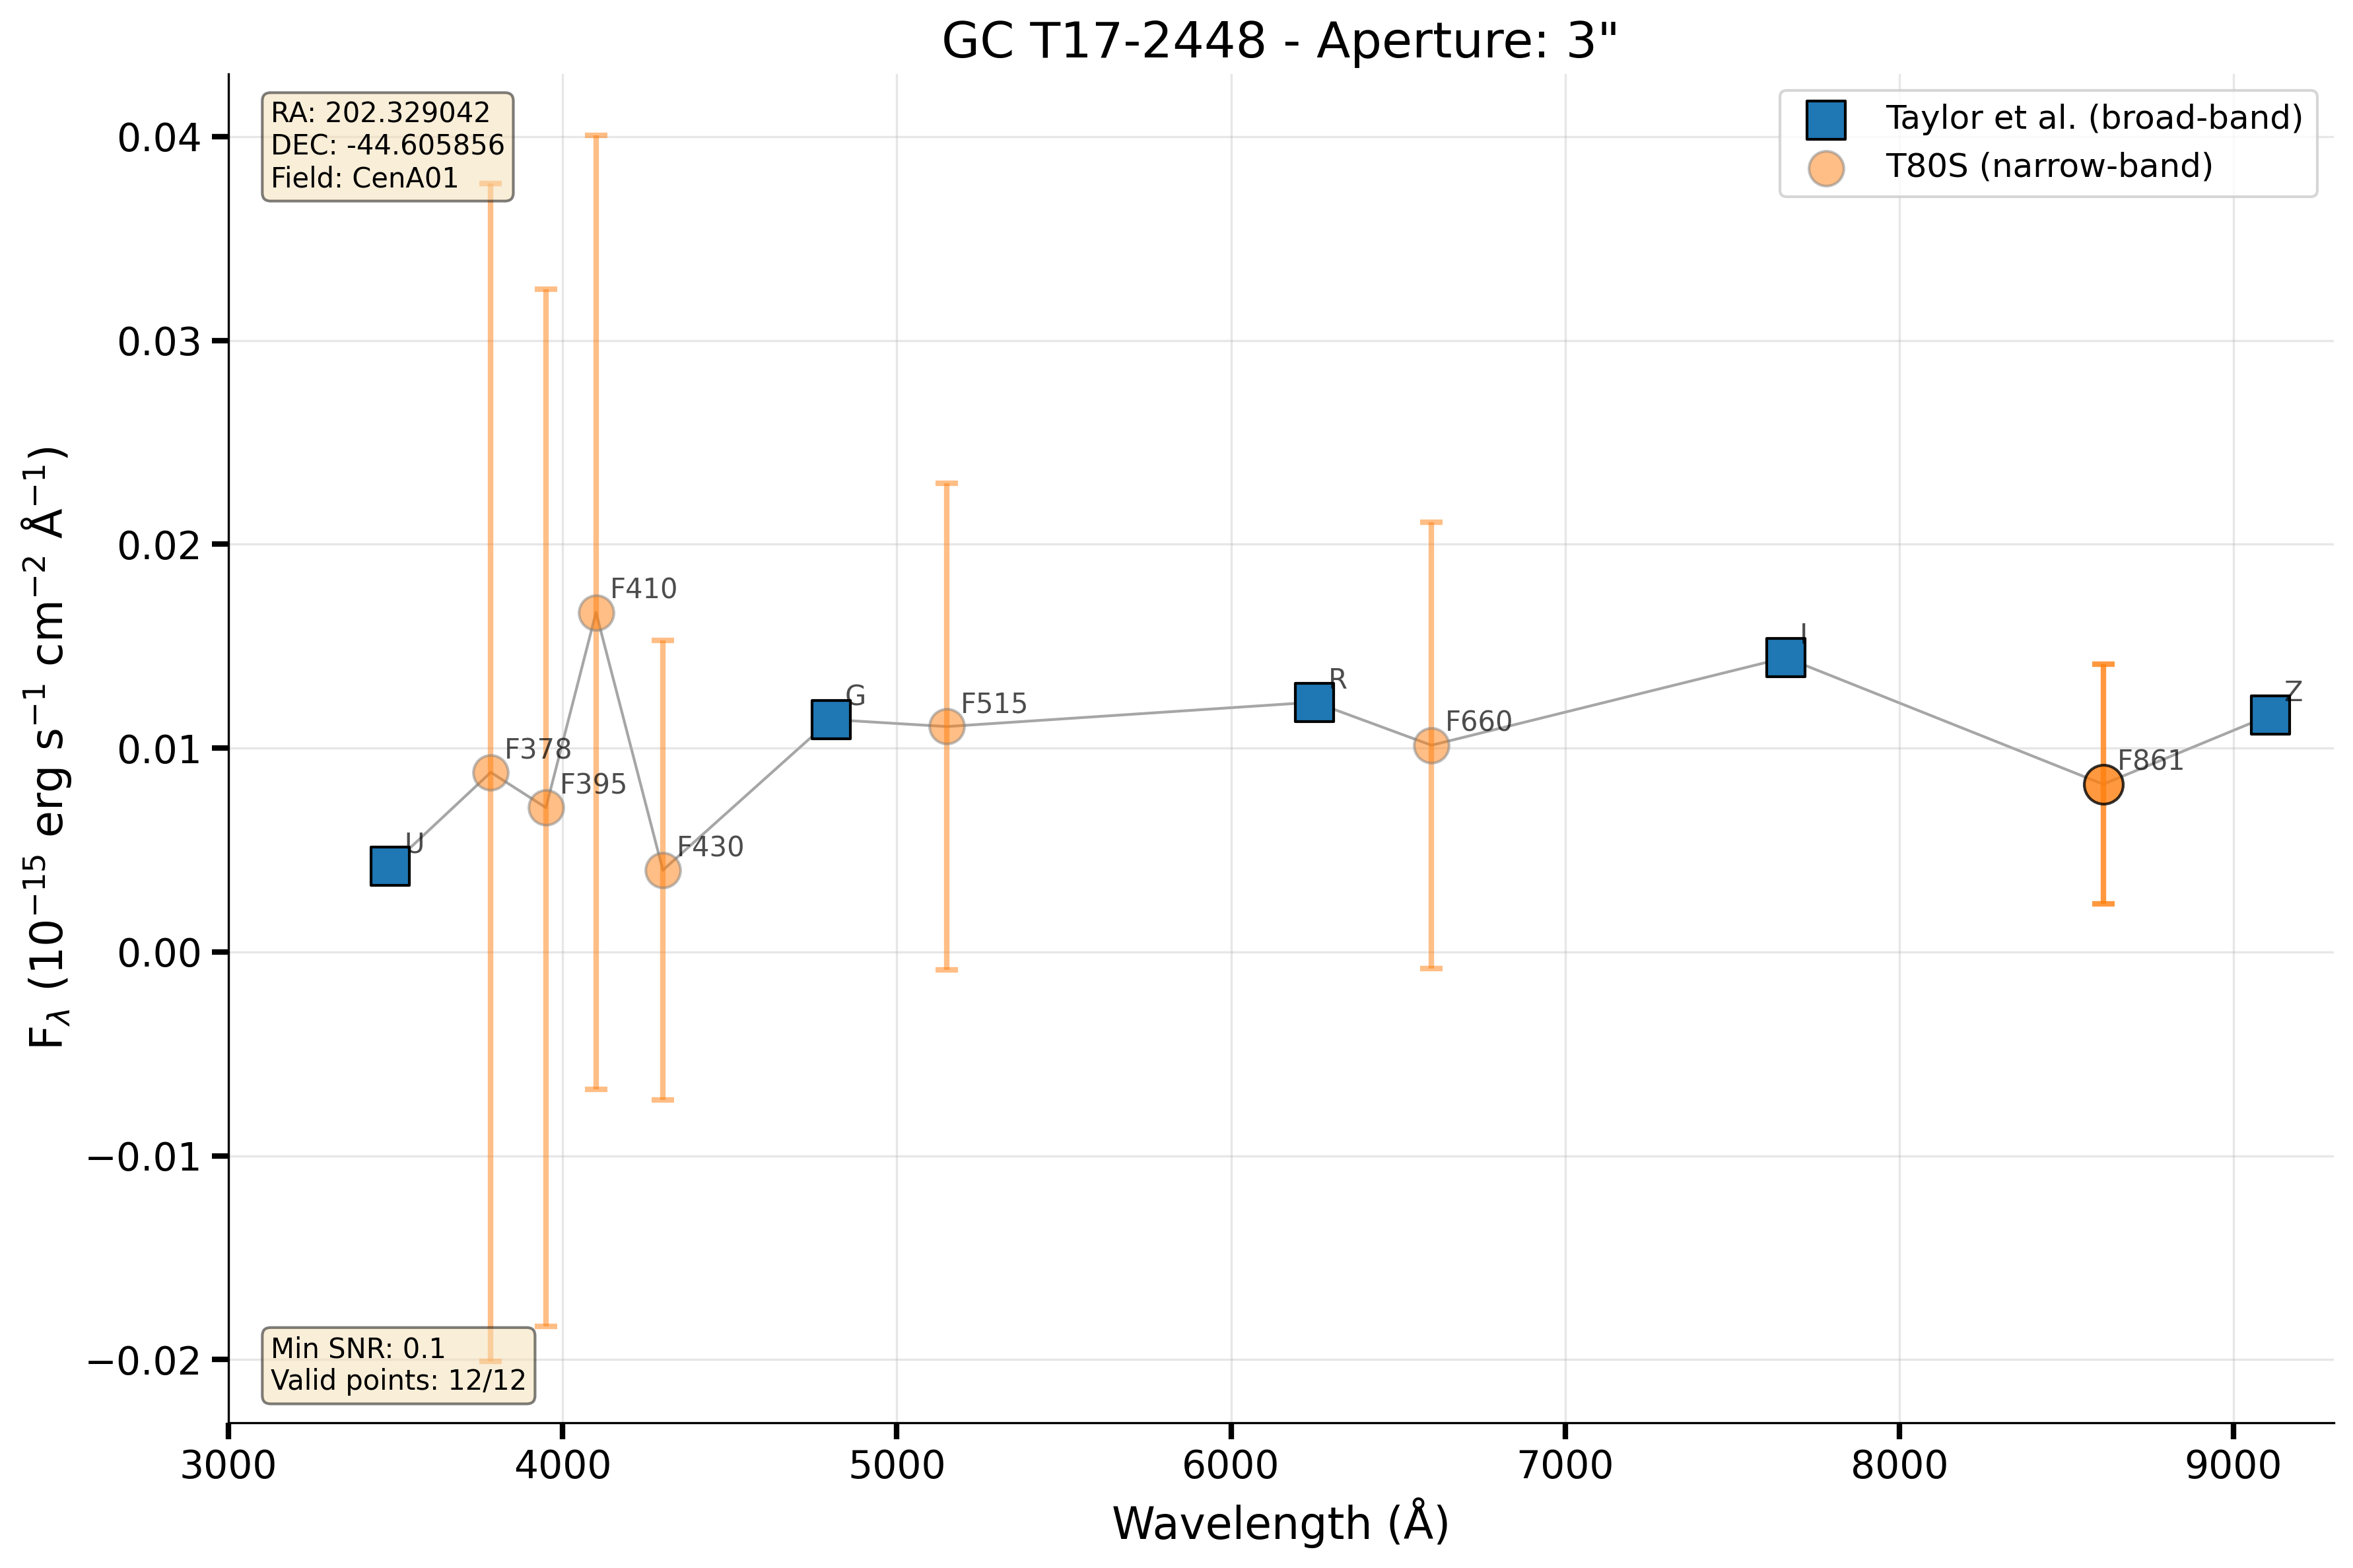 GC T17-2448 - Aperture: 3"
RA: 202.329042
DEC: -44.605856
Field: CenA01
Taylor et al. (broad-band)
T80S (narrow-band)
0.04
0.03
0.02
0.01
0.00
−0.01
−0.02
F_λ (10⁻¹⁵ erg s⁻¹ cm⁻² Å⁻¹)
U
F378
F395
F410
F430
G
F515
R
F660
I
F861
Z
Min SNR: 0.1
Valid points: 12/12
3000 4000 5000 6000 7000 8000 9000
Wavelength (Å)